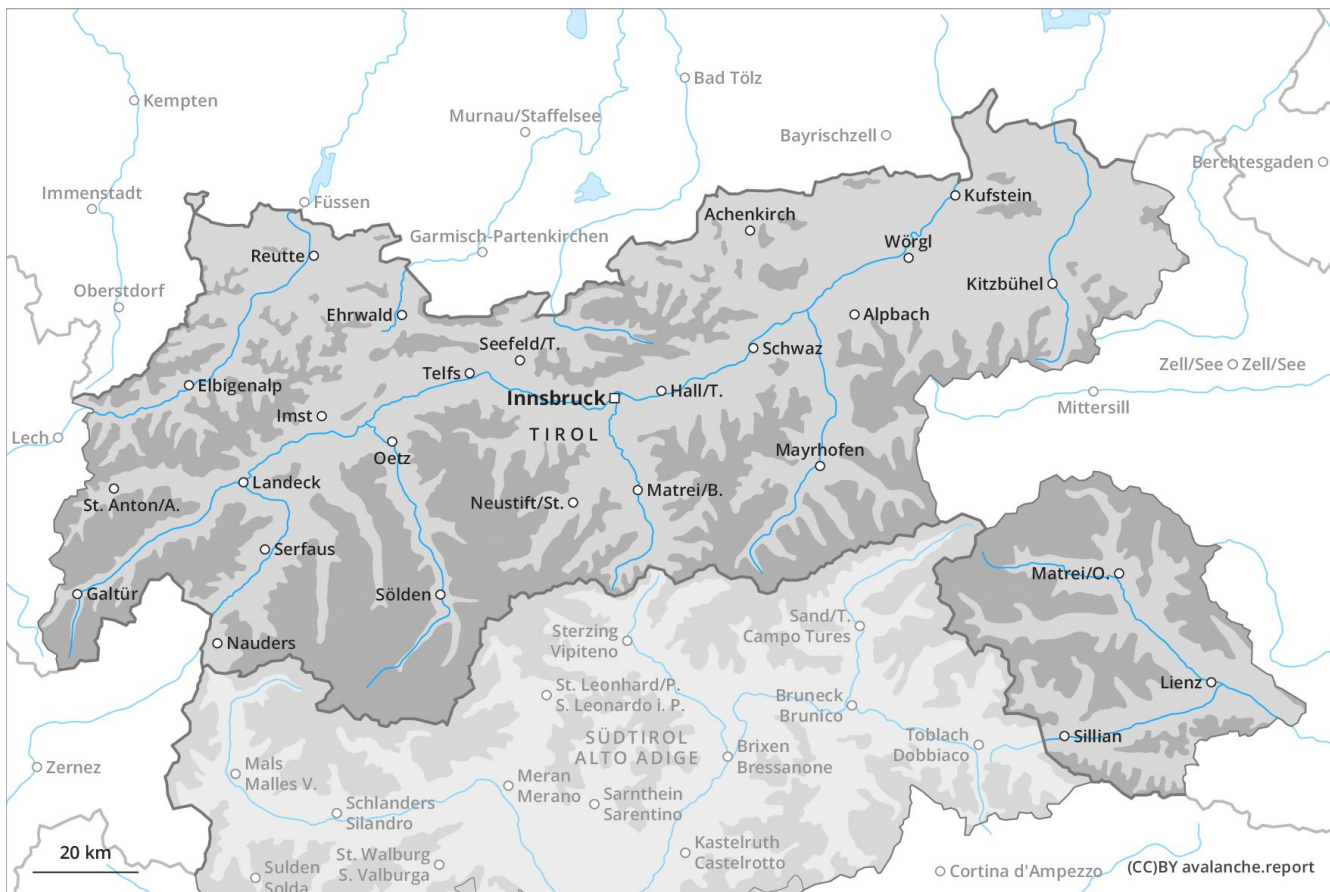 Kempten
Bad Tölz
Murnau/Staffelsee
Bayrischzell
Berchtesgaden
Immenstadt
Füssen
Kufstein
Achenkirch
Garmisch-Partenkirchen
Wörgl
Reutte
Oberstdorf
Kitzbühel
Ehrwald
Alpbach
Seefeld/T.
Schwaz
Telfs
Zell/See
Zell/See
Elbigenalp
Innsbruck
Hall/T.
Mittersill
Imst
TIROL
Lech
Oetz
Mayrhofen
Landeck
St. Anton/A.
Neustift/St.
Matrei/B.
Serfaus
Matrei/O.
Galtür
Sölden
Sand/T.
Campo Tures
Sterzing
Vipiteno
Nauders
Lienz
St. Leonhard/P.
S. Leonardo i. P.
Bruneck
Brunico
Sillian
SÜDTIROL
ALTO ADIGE
Toblach
Dobbiaco
Brixen
Bressanone
Zernez
Mals
Malles V.
Meran
Merano
Sarnthein
Sarentino
Schlanders
Silandro
Kastelruth
Castelrotto
20 km
St. Walburg
S. Valburga
Sulden
Solda
Cortina d'Ampezzo
(CC)BY avalanche.report